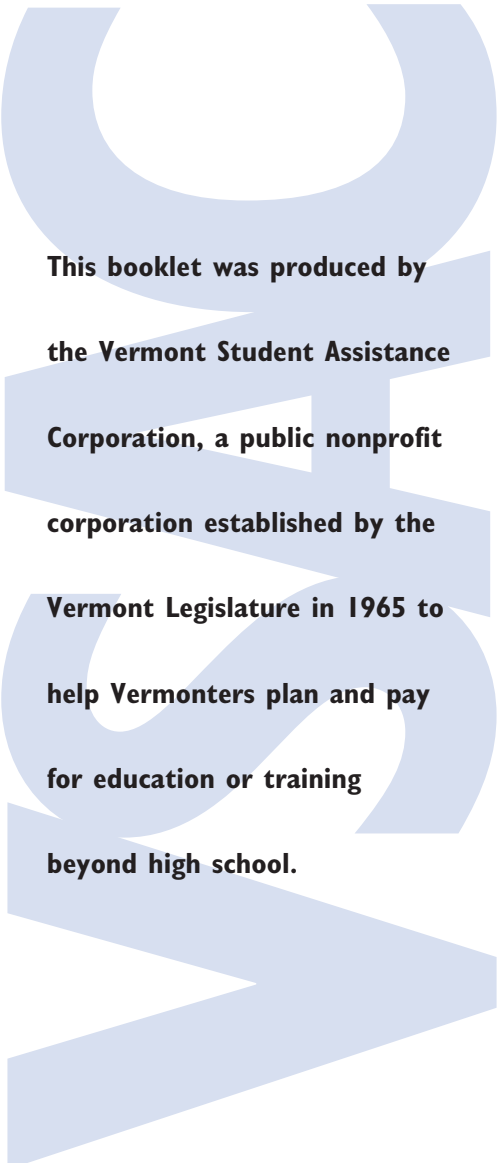 This booklet was produced by
the Vermont Student Assistance
Corporation, a public nonprofit
corporation established by the
Vermont Legislature in 1965 to
help Vermonters plan and pay
for education or training
beyond high school.
VSAC